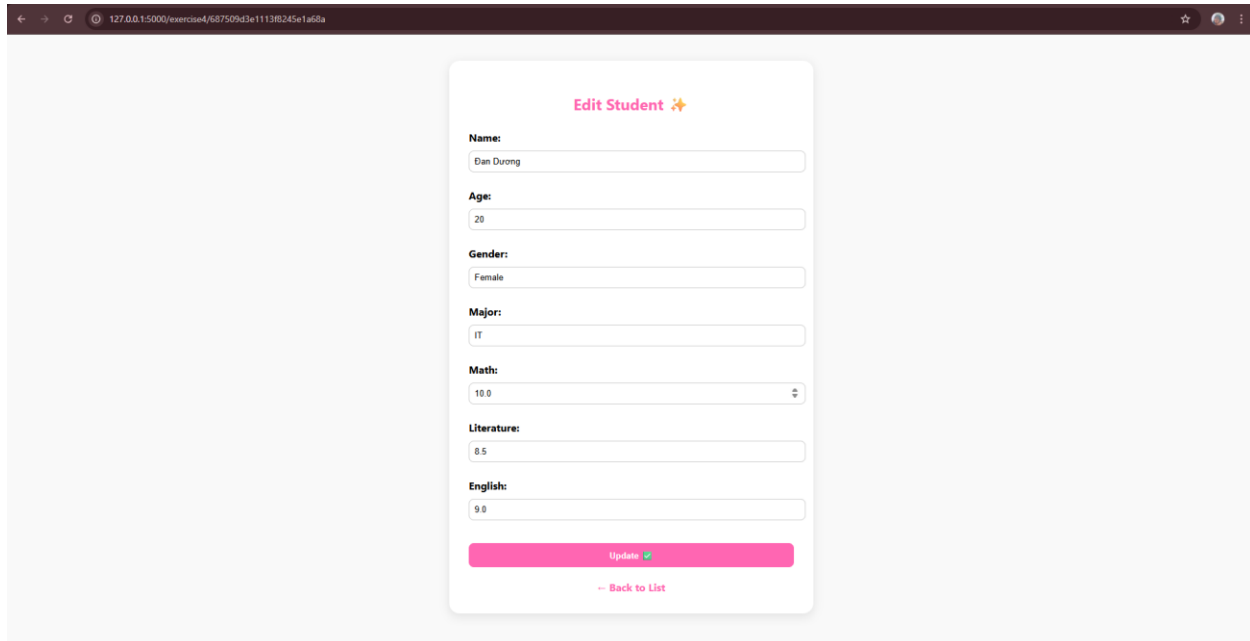 127.0.0.1:5000/exercise4/687509d3e1113f8245e1a68a
Edit Student ✨
Name:
Đan Dương
Age:
20
Gender:
Female
Major:
IT
Math:
10.0
Literature:
8.5
English:
9.0
Update ✅
← Back to List